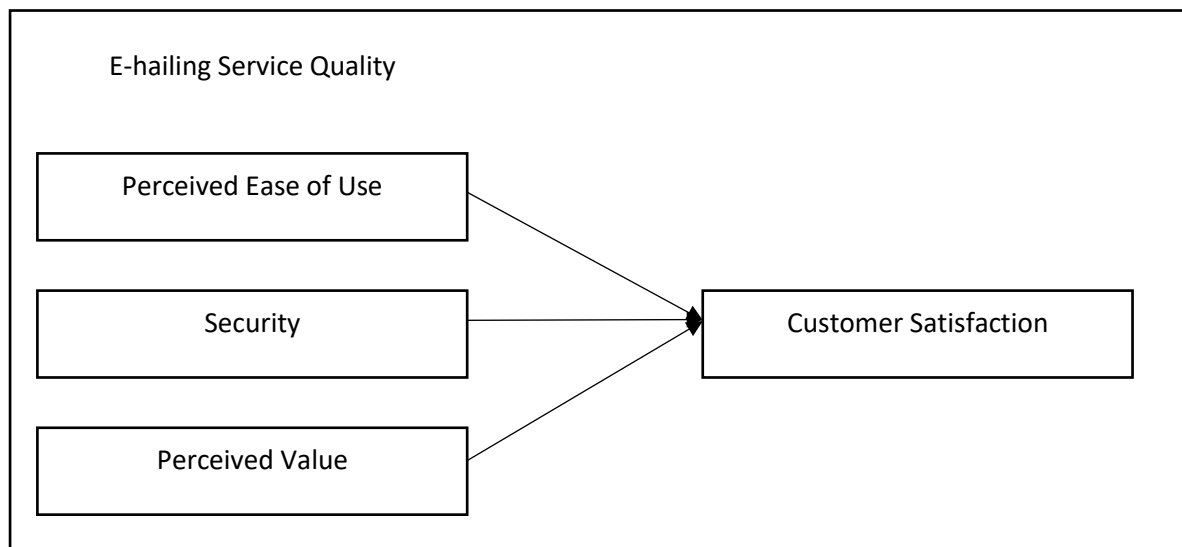 E-hailing Service Quality
Perceived Ease of Use
Security
Customer Satisfaction
Perceived Value